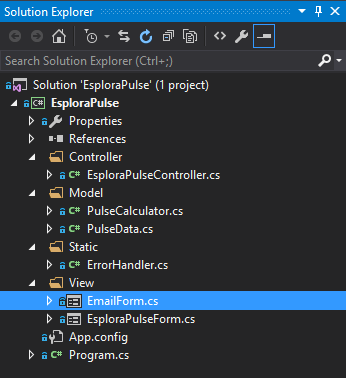 Solution Explorer
Search Solution Explorer (Ctrl+;)
Solution 'EsploraPulse' (1 project)
C# EsploraPulse
Properties
References
Controller
C# EsploraPulseController.cs
Model
C# PulseCalculator.cs
C# PulseData.cs
Static
C# ErrorHandler.cs
View
EmailForm.cs
EsploraPulseForm.cs
App.config
C# Program.cs